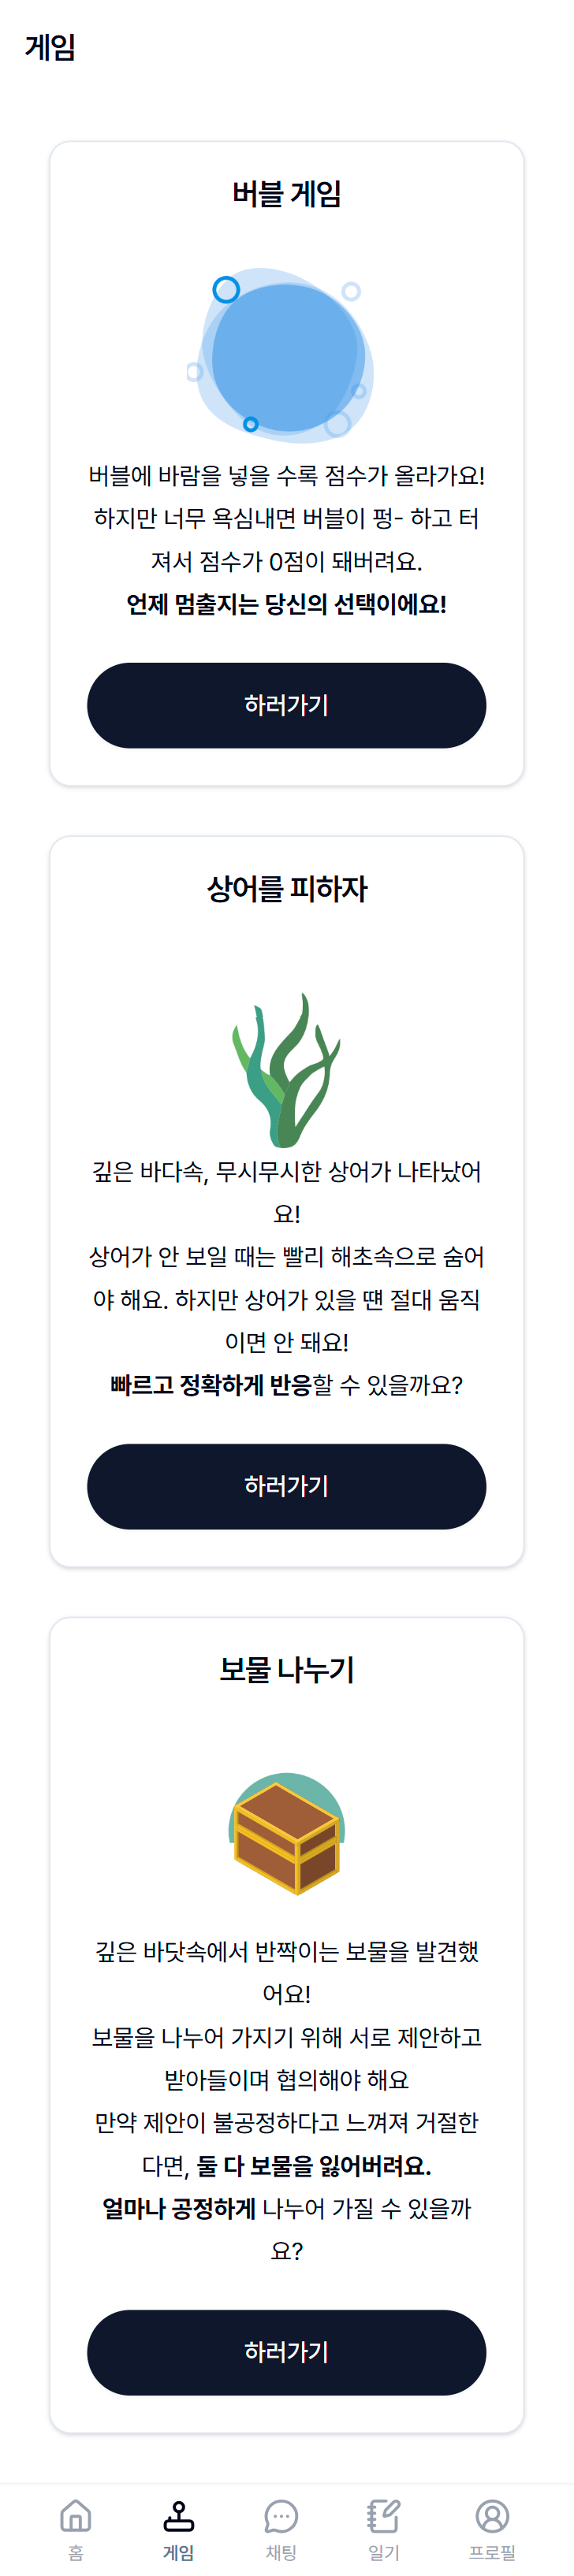 게임
버블 게임
버블에 바람을 넣을 수록 점수가 올라가요!
하지만 너무 욕심내면 버블이 펑- 하고 터
져서 점수가 0점이 돼버려요.
언제 멈출지는 당신의 선택이에요!
하러가기
상어를 피하자
깊은 바다속, 무시무시한 상어가 나타났어
요!
상어가 안 보일 때는 빨리 해초속으로 숨어
야 해요. 하지만 상어가 있을 떈 절대 움직
이면 안 돼요!
빠르고 정확하게 반응할 수 있을까요?
하러가기
보물 나누기
깊은 바닷속에서 반짝이는 보물을 발견했
어요!
보물을 나누어 가지기 위해 서로 제안하고
받아들이며 협의해야 해요
만약 제안이 불공정하다고 느껴져 거절한
다면, 둘 다 보물을 잃어버려요.
얼마나 공정하게 나누어 가질 수 있을까
요?
하러가기
홈 게임 채팅 일기 프로필